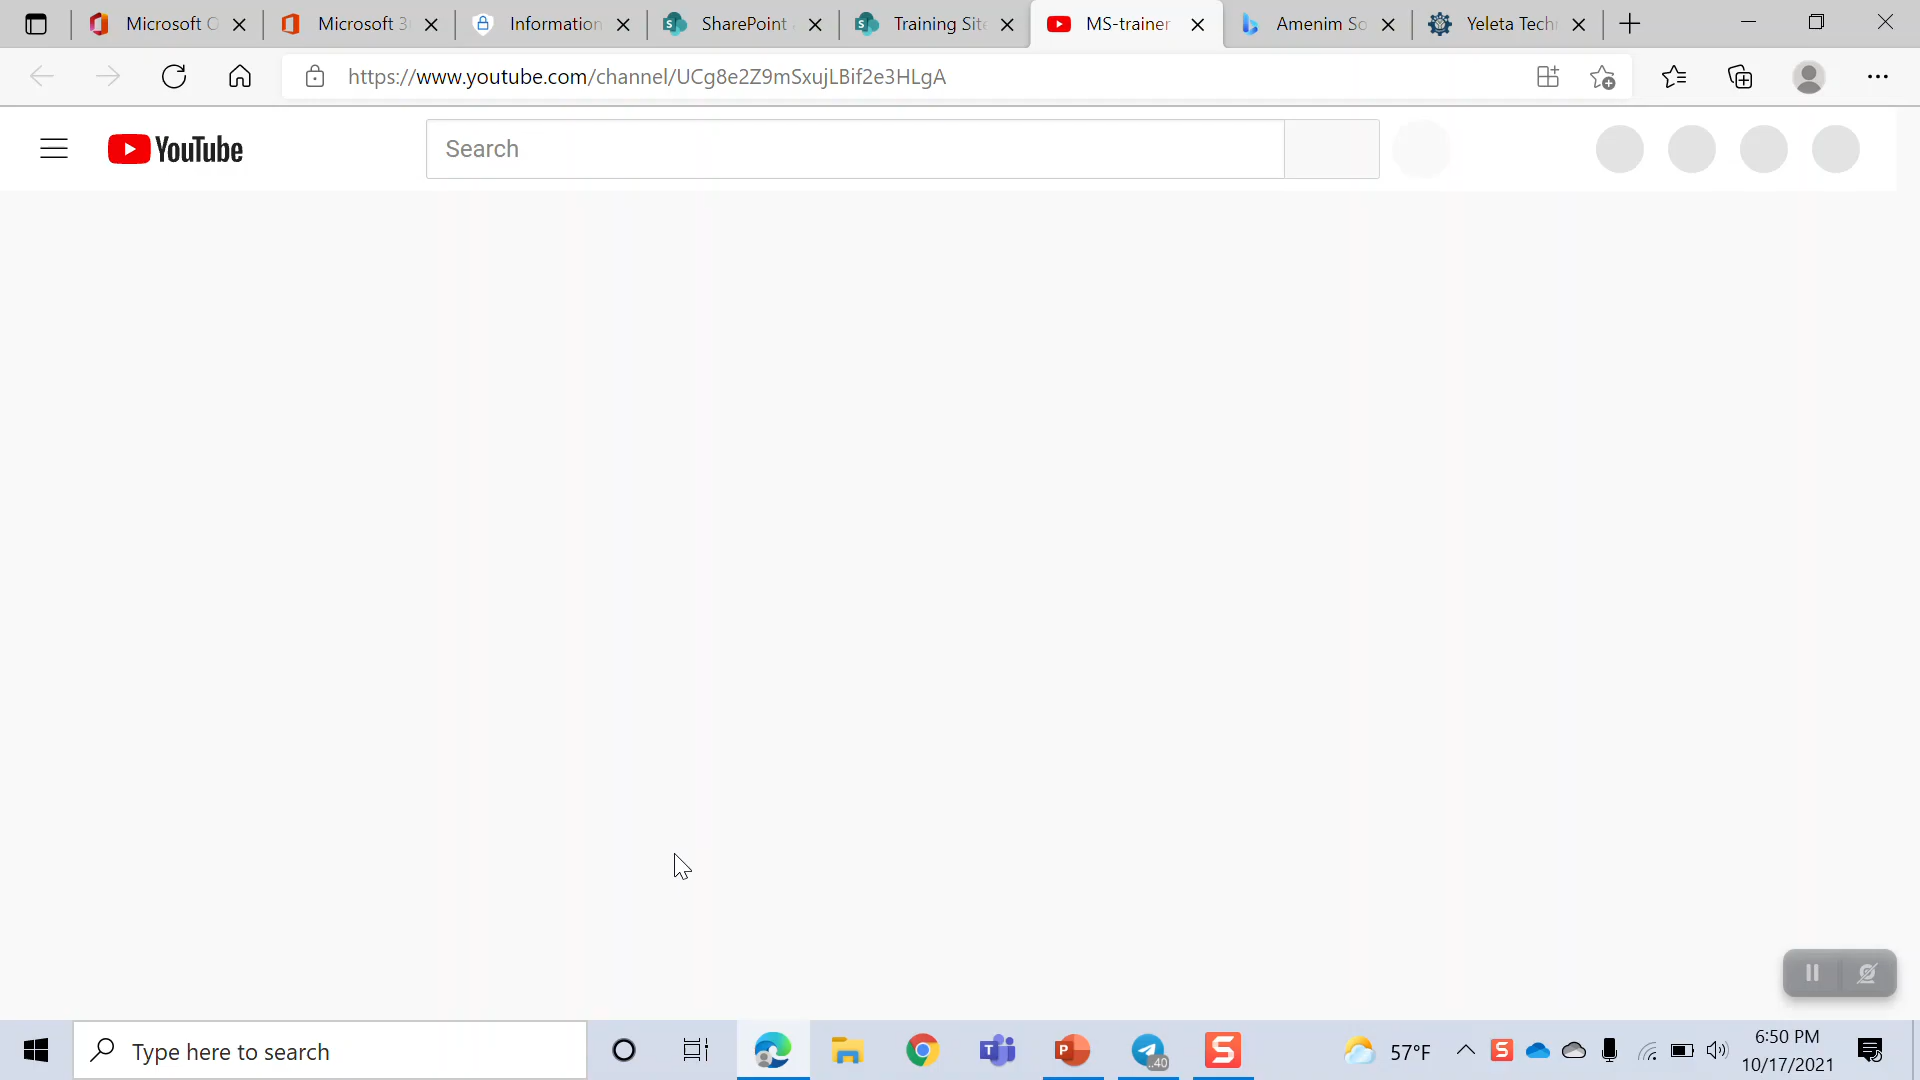 Microsoft O
Microsoft 3
Information
SharePoint
Training Site
MS-trainer
Amenim So
Yeleta Tech
https://www.youtube.com/channel/UCg8e2Z9mSxujLBif2e3HLgA
YouTube
Search
Type here to search
..40
57°F
6:50 PM
10/17/2021